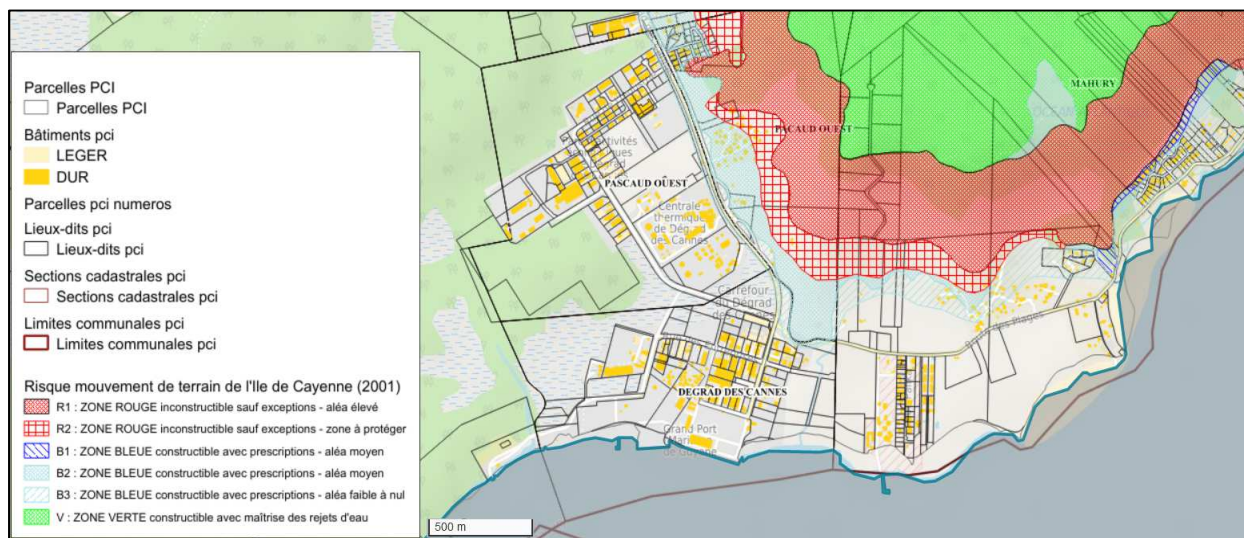 Parcelles PCI
Parcelles PCI
Bâtiments pci
LEGER
DUR
Parcelles pci numeros
Lieux-dits pci
Lieux-dits pci
Sections cadastrales pci
Sections cadastrales pci
Limites communales pci
Limites communales pci
Risque mouvement de terrain de l'Ile de Cayenne (2001)
R1 : ZONE ROUGE inconstructible sauf exceptions - aléa élevé
R2 : ZONE ROUGE inconstructible sauf exceptions - zone à protéger
B1 : ZONE BLEUE constructible avec prescriptions - aléa moyen
B2 : ZONE BLEUE constructible avec prescriptions - aléa moyen
B3 : ZONE BLEUE constructible avec prescriptions - aléa faible à nul
V : ZONE VERTE constructible avec maîtrise des rejets d'eau
500 m
MAHURY
PACAUD OUEST
PASCAUD OUEST
Centrale
thermique
de Dégrad
des Cannes
Carrefour
du Dégrad
des
Plages
DEGRAD DES CANNES
Grand Port
de Guyane